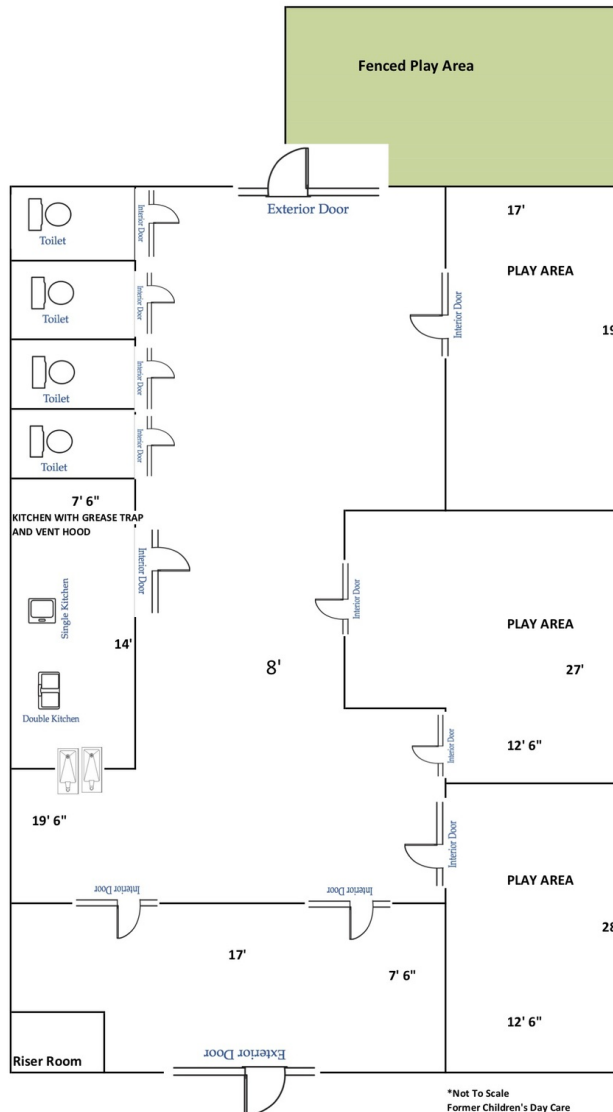 Fenced Play Area
Exterior Door
17'
Interior Door
Toilet
PLAY AREA
Interior Door
Interior Door
Toilet
19
Interior Door
Toilet
Interior Door
Toilet
7' 6"
KITCHEN WITH GREASE TRAP
AND VENT HOOD
Interior Door
Interior Door
Single Kitchen
PLAY AREA
14'
8'
27'
Double Kitchen
12' 6"
Interior Door
19' 6"
Interior Door
PLAY AREA
Interior Door
Interior Door
28
17'
7' 6"
12' 6"
Riser Room
Exterior Door
*Not To Scale
Former Children's Day Care